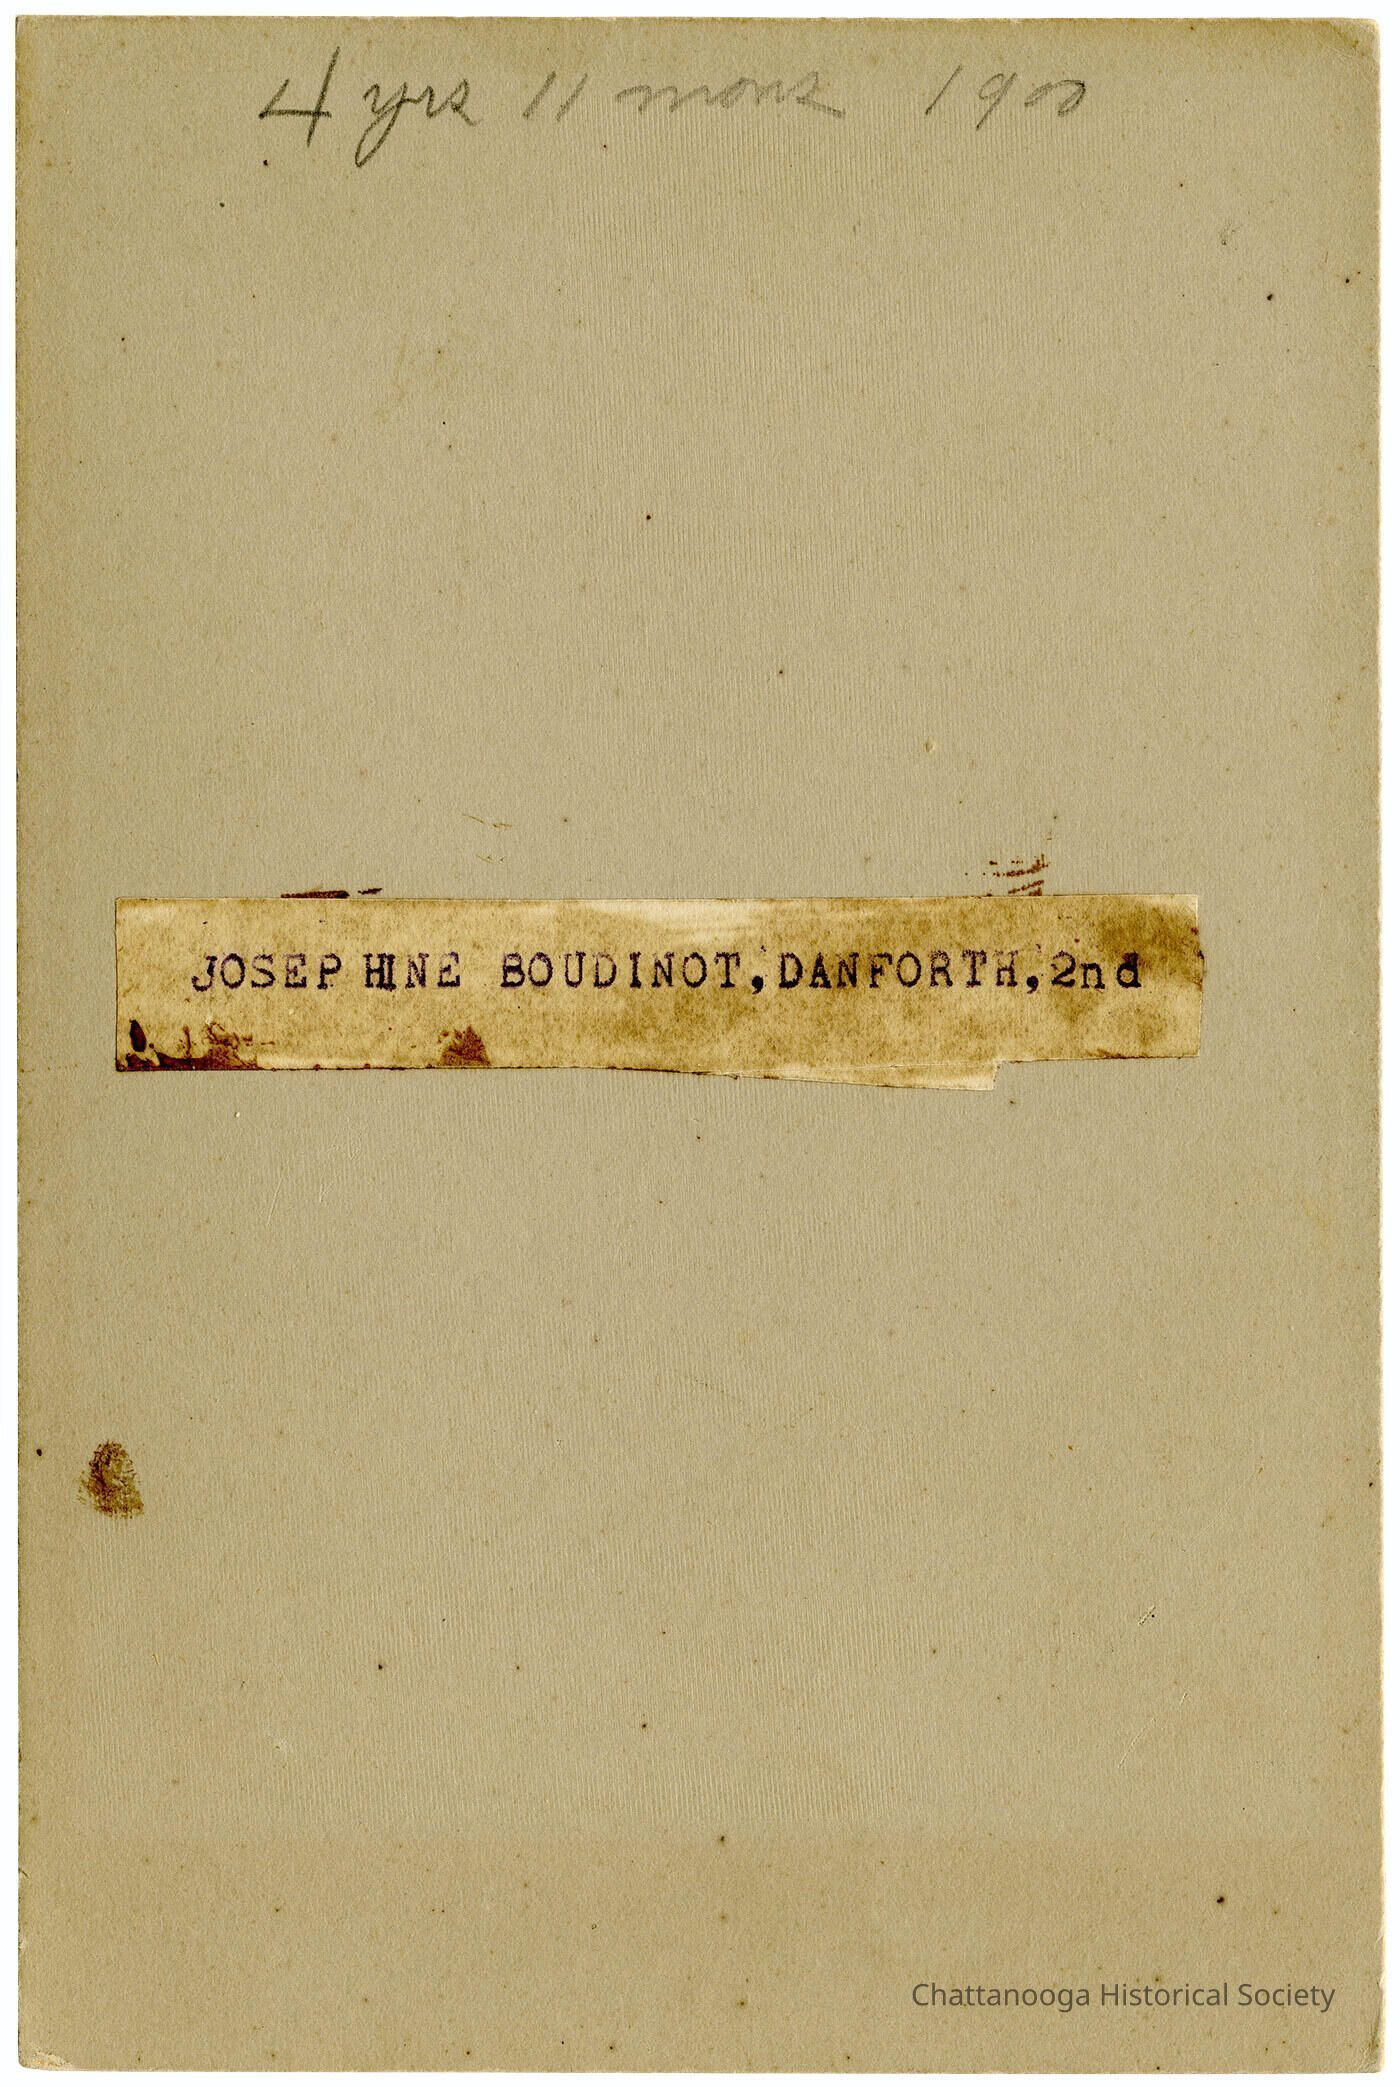 4 yrs 11 mons 1900
JOSEPHINE BOUDINOT, DANFORTH, 2nd
Chattanooga Historical Society